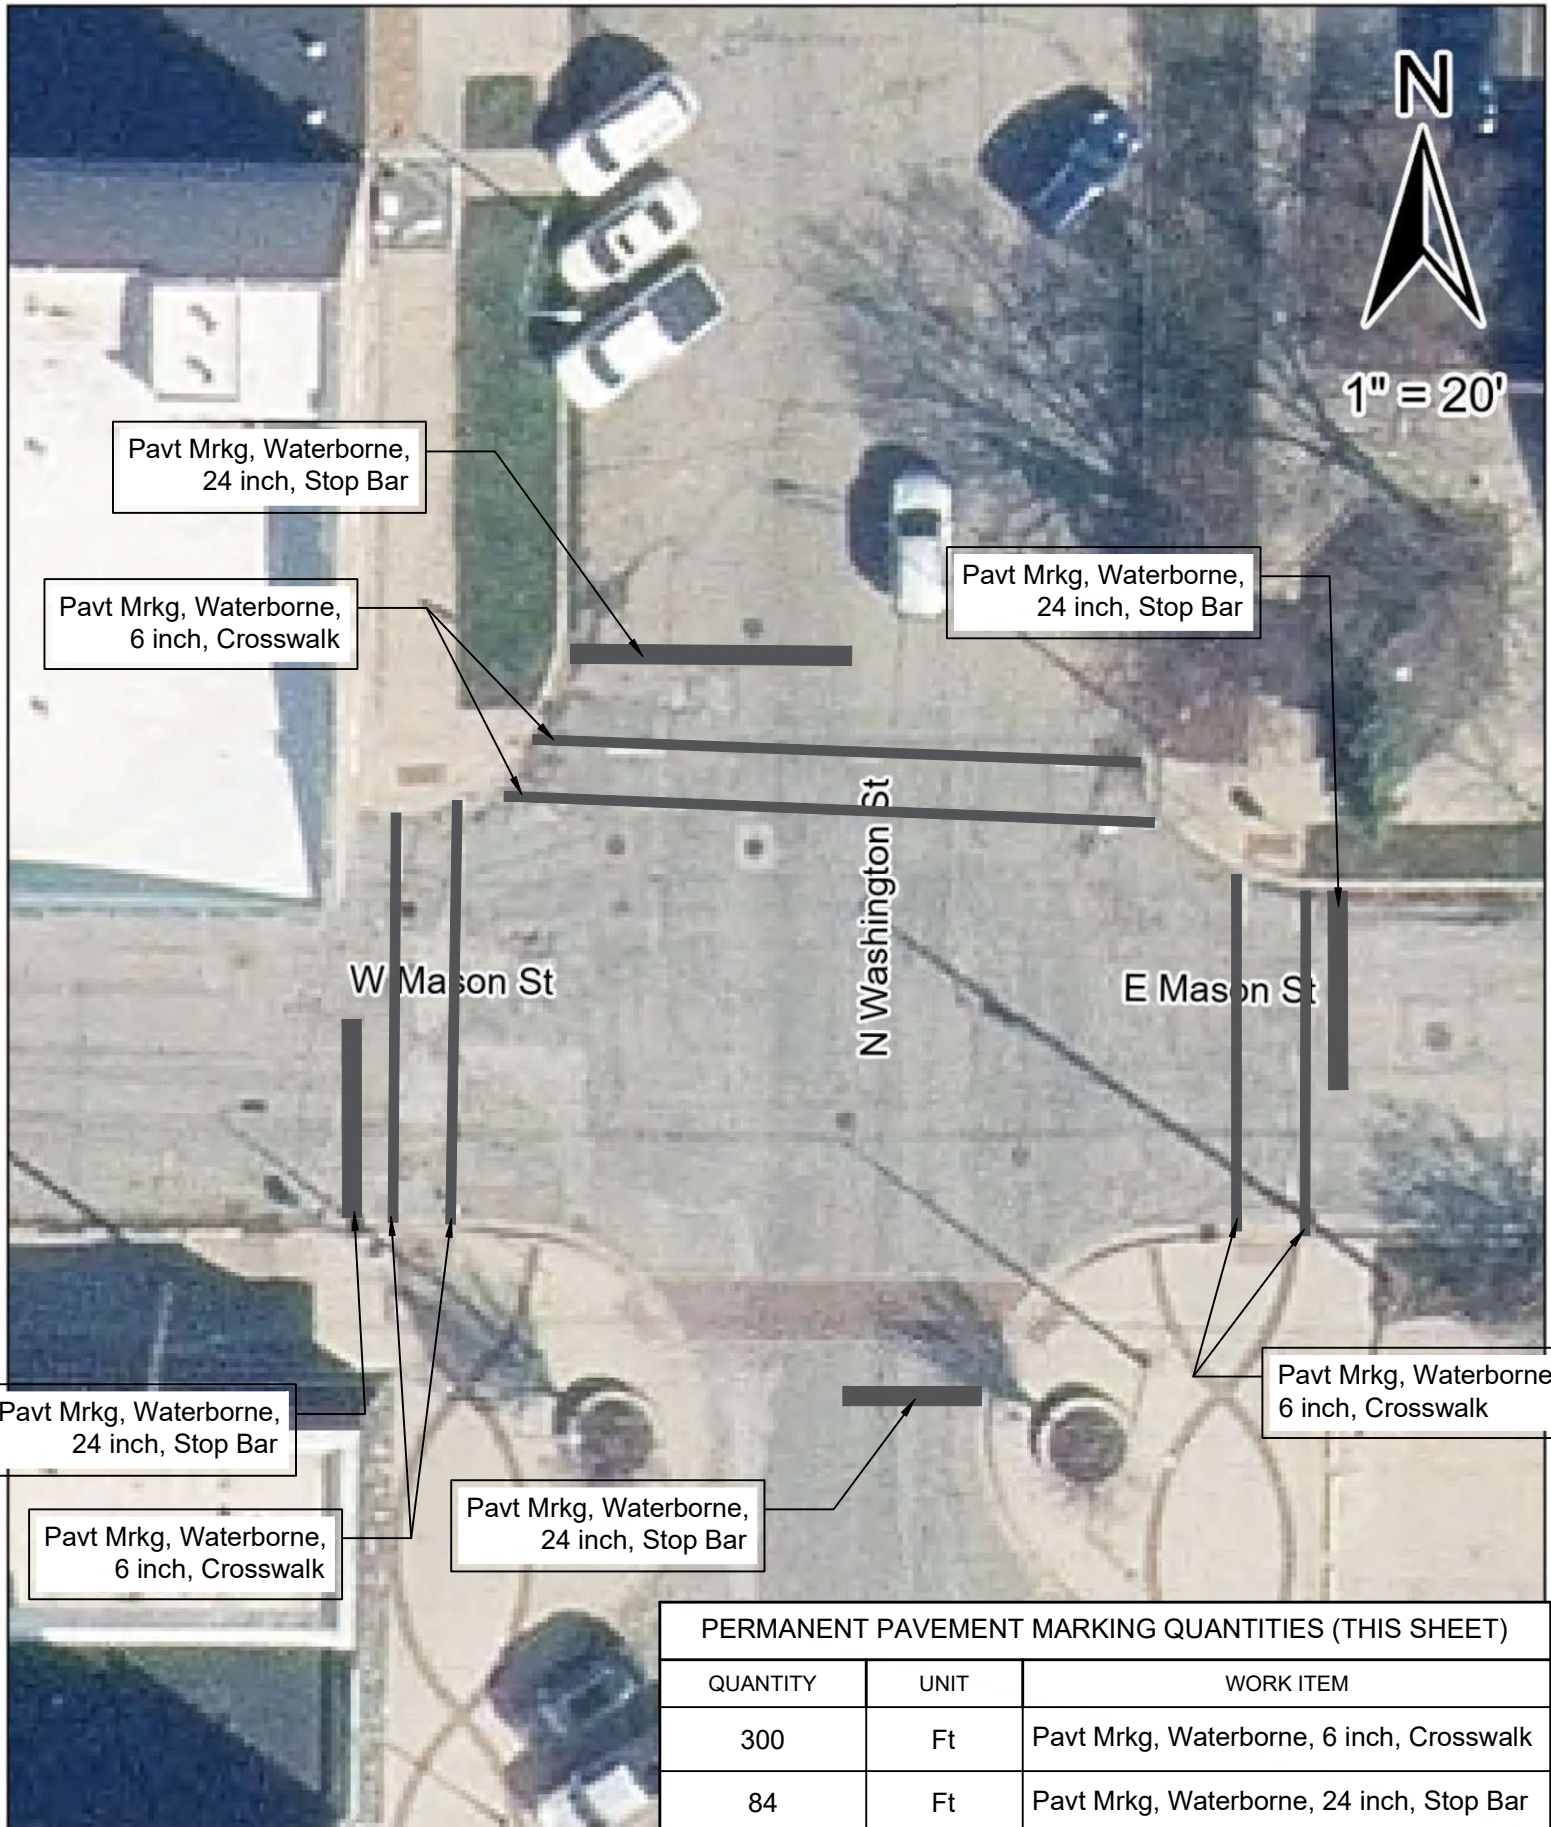 N
1" = 20'
Pavt Mrkg, Waterborne,
24 inch, Stop Bar
Pavt Mrkg, Waterborne,
24 inch, Stop Bar
Pavt Mrkg, Waterborne,
6 inch, Crosswalk
N Washington St
W Mason St
E Mason St
Pavt Mrkg, Waterborne
6 inch, Crosswalk
Pavt Mrkg, Waterborne,
24 inch, Stop Bar
Pavt Mrkg, Waterborne,
24 inch, Stop Bar
Pavt Mrkg, Waterborne,
6 inch, Crosswalk
PERMANENT PAVEMENT MARKING QUANTITIES (THIS SHEET)
QUANTITY UNIT WORK ITEM
300 Ft Pavt Mrkg, Waterborne, 6 inch, Crosswalk
84 Ft Pavt Mrkg, Waterborne, 24 inch, Stop Bar